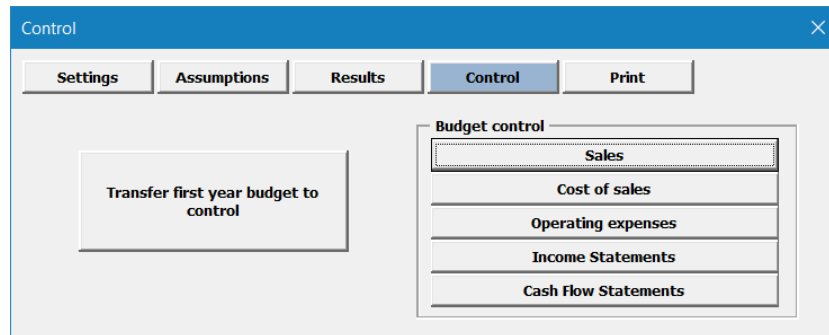 Control
Settings
Assumptions
Results
Control
Print
Transfer first year budget to
control
Budget control
Sales
Cost of sales
Operating expenses
Income Statements
Cash Flow Statements